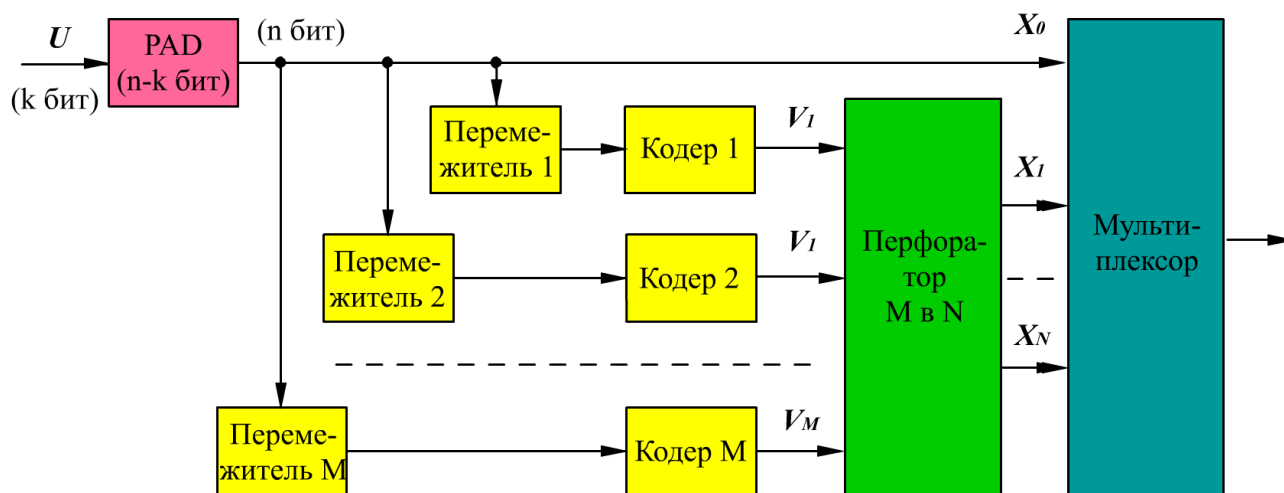 U
(k бит)
PAD
(n-k бит)
(n бит)
X0
Переме-
житель 1
Кодер 1
V1
X1
Переме-
житель 2
Кодер 2
V1
Перфора-
тор
M в N
Мульти-
плексор
XN
Переме-
житель M
Кодер M
VM